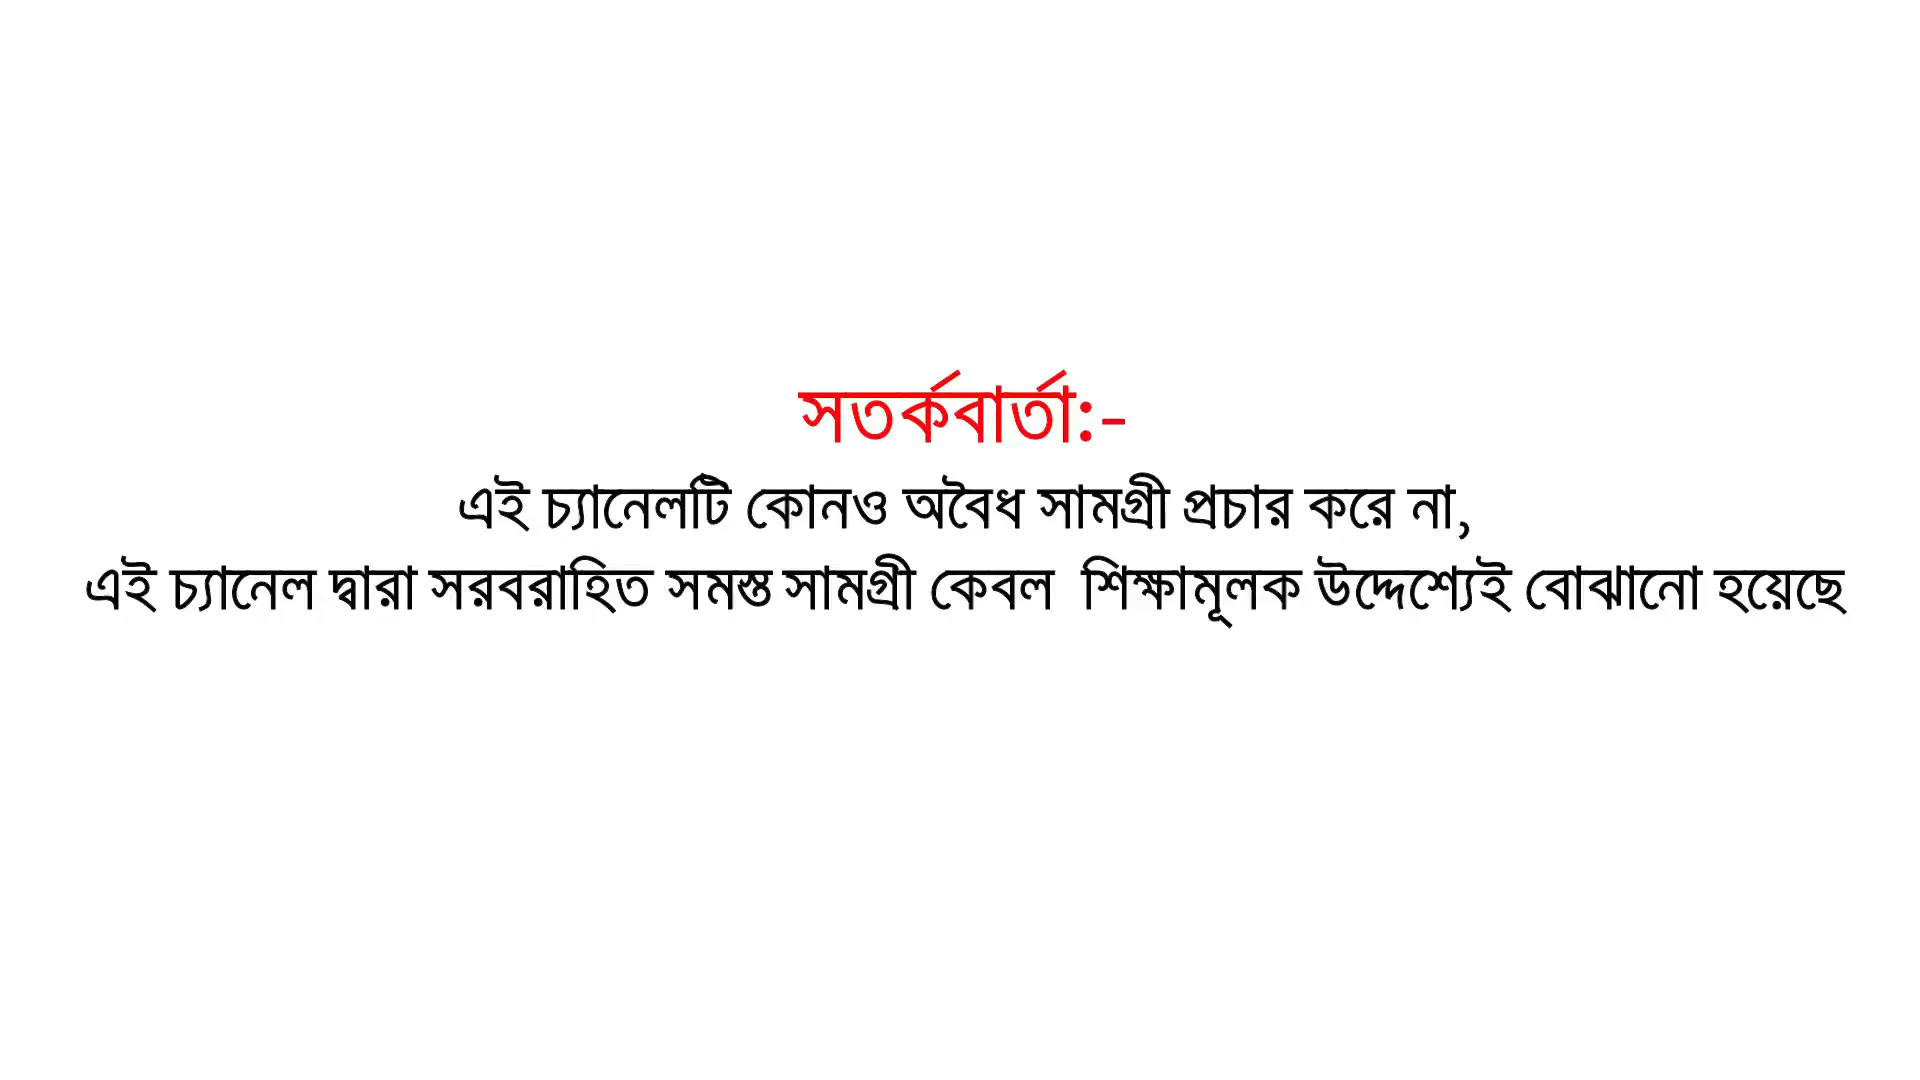 সতর্কবার্তা:-
এই চ্যানেলটি কোনও অবৈধ সামগ্রী প্রচার করে না,
এই চ্যানেল দ্বারা সরবরাহিত সমস্ত সামগ্রী কেবল  শিক্ষামূলক উদ্দেশ্যেই বোঝানো হয়েছে